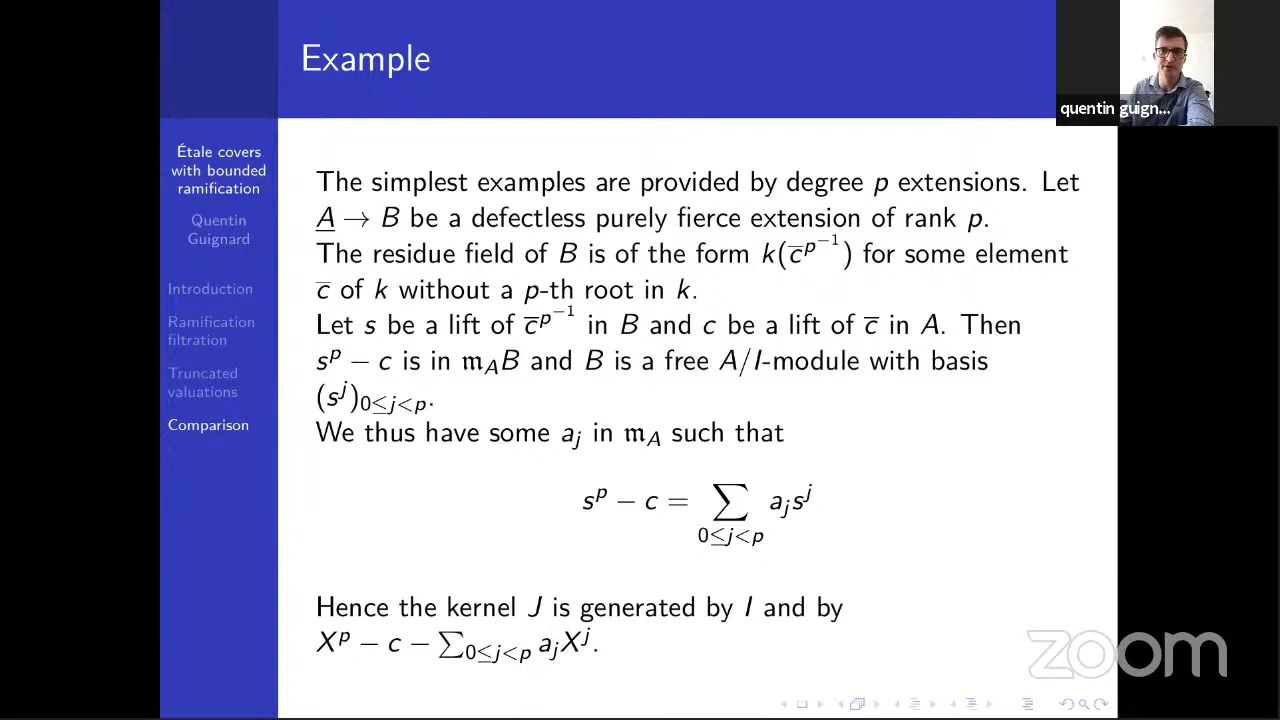 Example
quentin guign...
Étale covers
with bounded
ramification
Quentin
Guignard
Introduction
Ramification
filtration
Truncated
valuations
Comparison
The simplest examples are provided by degree p extensions. Let
A → B be a defectless purely fierce extension of rank p.
The residue field of B is of the form k(c̅^{p^{-1}}) for some element
c̅ of k without a p-th root in k.
Let s be a lift of c̅^{p^{-1}} in B and c be a lift of c̅ in A. Then
s^p − c is in 𝔪_A B and B is a free A/I-module with basis
(s^j)_{0≤j<p}.
We thus have some a_j in 𝔪_A such that
s^p − c = ∑_{0≤j<p} a_j s^j
Hence the kernel J is generated by I and by
X^p − c − ∑_{0≤j<p} a_j X^j.
zoom